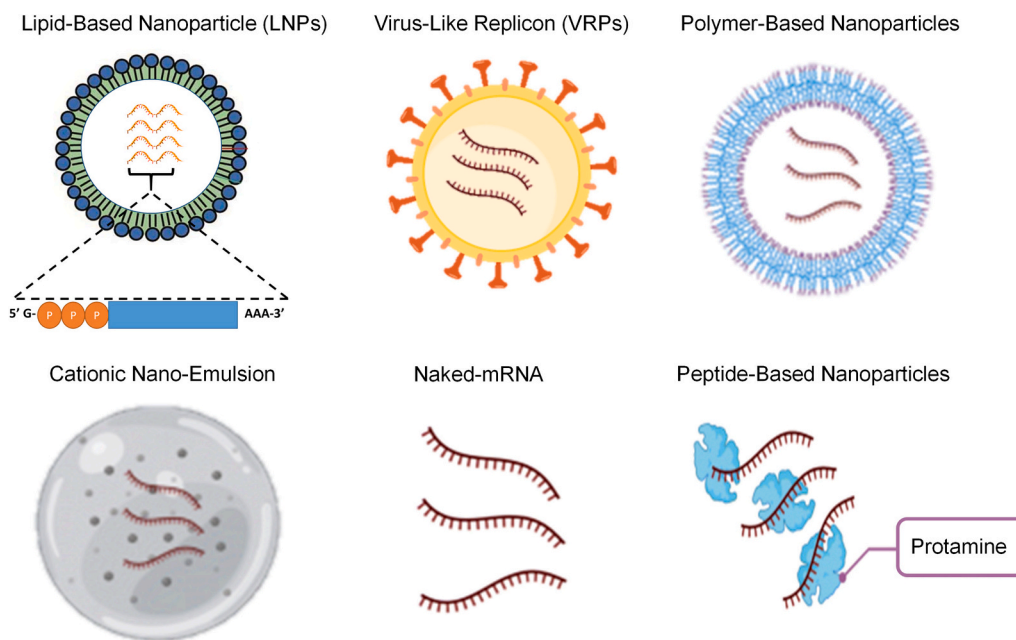 Lipid-Based Nanoparticle (LNPs)
Virus-Like Replicon (VRPs)
Polymer-Based Nanoparticles
5’ G- P P P AAA-3’
Cationic Nano-Emulsion
Naked-mRNA
Peptide-Based Nanoparticles
Protamine